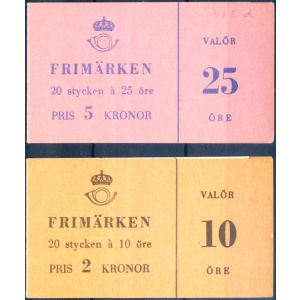 FRIMÄRKEN
20 stycken à 25 öre
PRIS 5 KRONOR
VALÖR
25
ÖRE
FRIMÄRKEN
20 stycken à 10 öre
PRIS 2 KRONOR
VALÖR
10
ÖRE